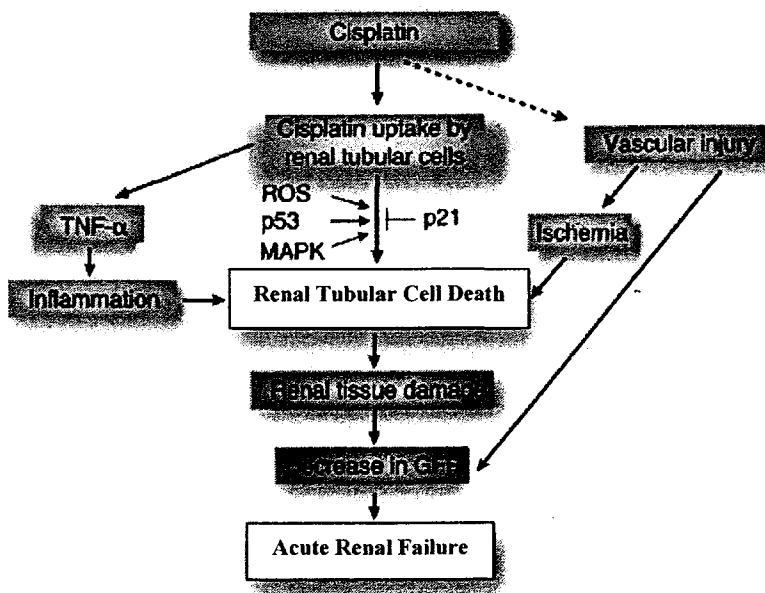 Cisplatin
Cisplatin uptake by
renal tubular cells
Vascular injury
ROS
p53
MAPK
p21
TNF-α
Ischemia
Inflammation
Renal Tubular Cell Death
Renal tissue damage
Decrease in GFR
Acute Renal Failure